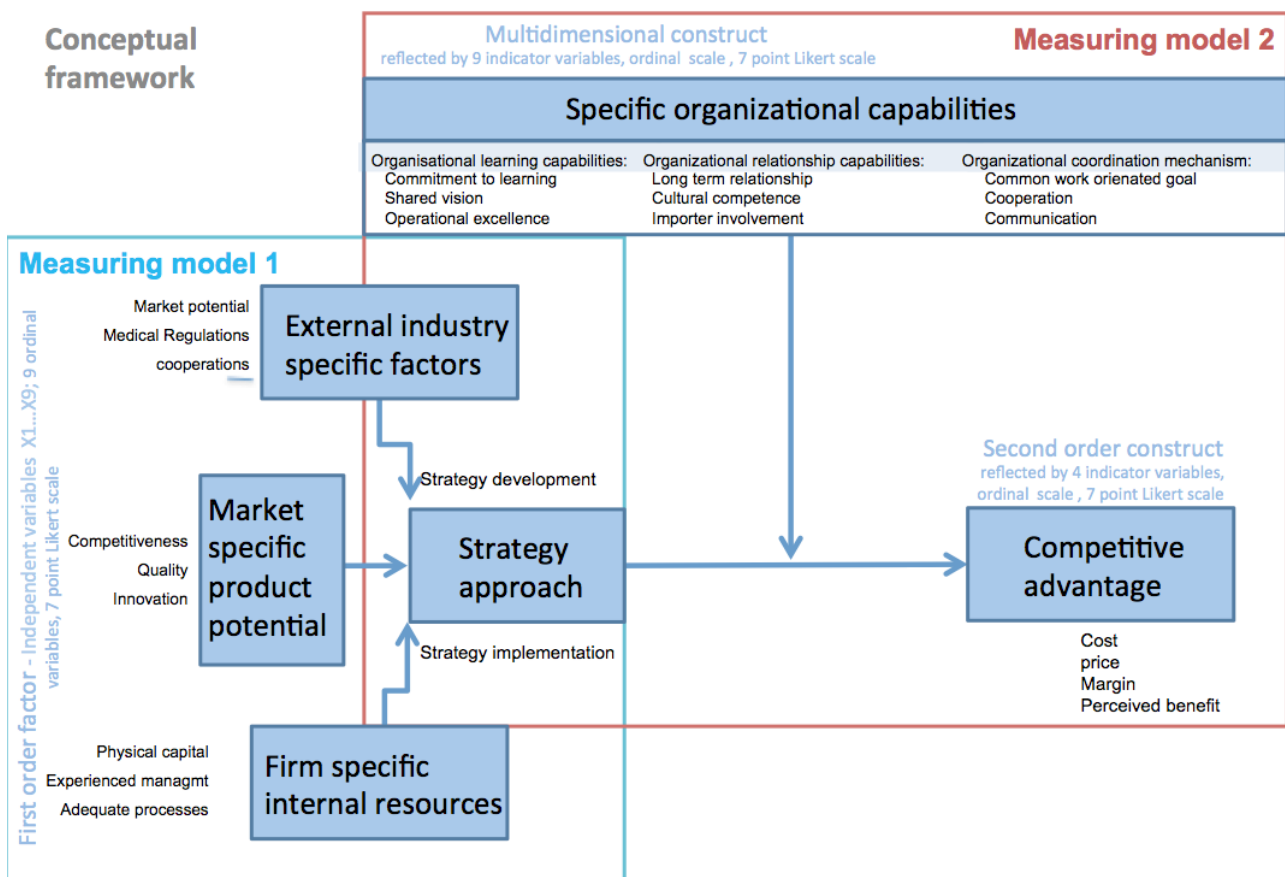 Conceptual
framework
Multidimensional construct
reflected by 9 indicator variables, ordinal scale , 7 point Likert scale
Measuring model 2
Specific organizational capabilities
Organisational learning capabilities:
Commitment to learning
Shared vision
Operational excellence
Organizational relationship capabilities:
Long term relationship
Cultural competence
Importer involvement
Organizational coordination mechanism:
Common work orienated goal
Cooperation
Communication
Measuring model 1
First order factor - Independent variables X1...X9; 9 ordinal
variables, 7 point Likert scale
Market potential
Medical Regulations
cooperations
External industry
specific factors
Strategy development
Competitiveness
Quality
Innovation
Market
specific
product
potential
Strategy
approach
Strategy implementation
Second order construct
reflected by 4 indicator variables,
ordinal scale , 7 point Likert scale
Competitive
advantage
Cost
price
Margin
Perceived benefit
Physical capital
Experienced managmt
Adequate processes
Firm specific
internal resources